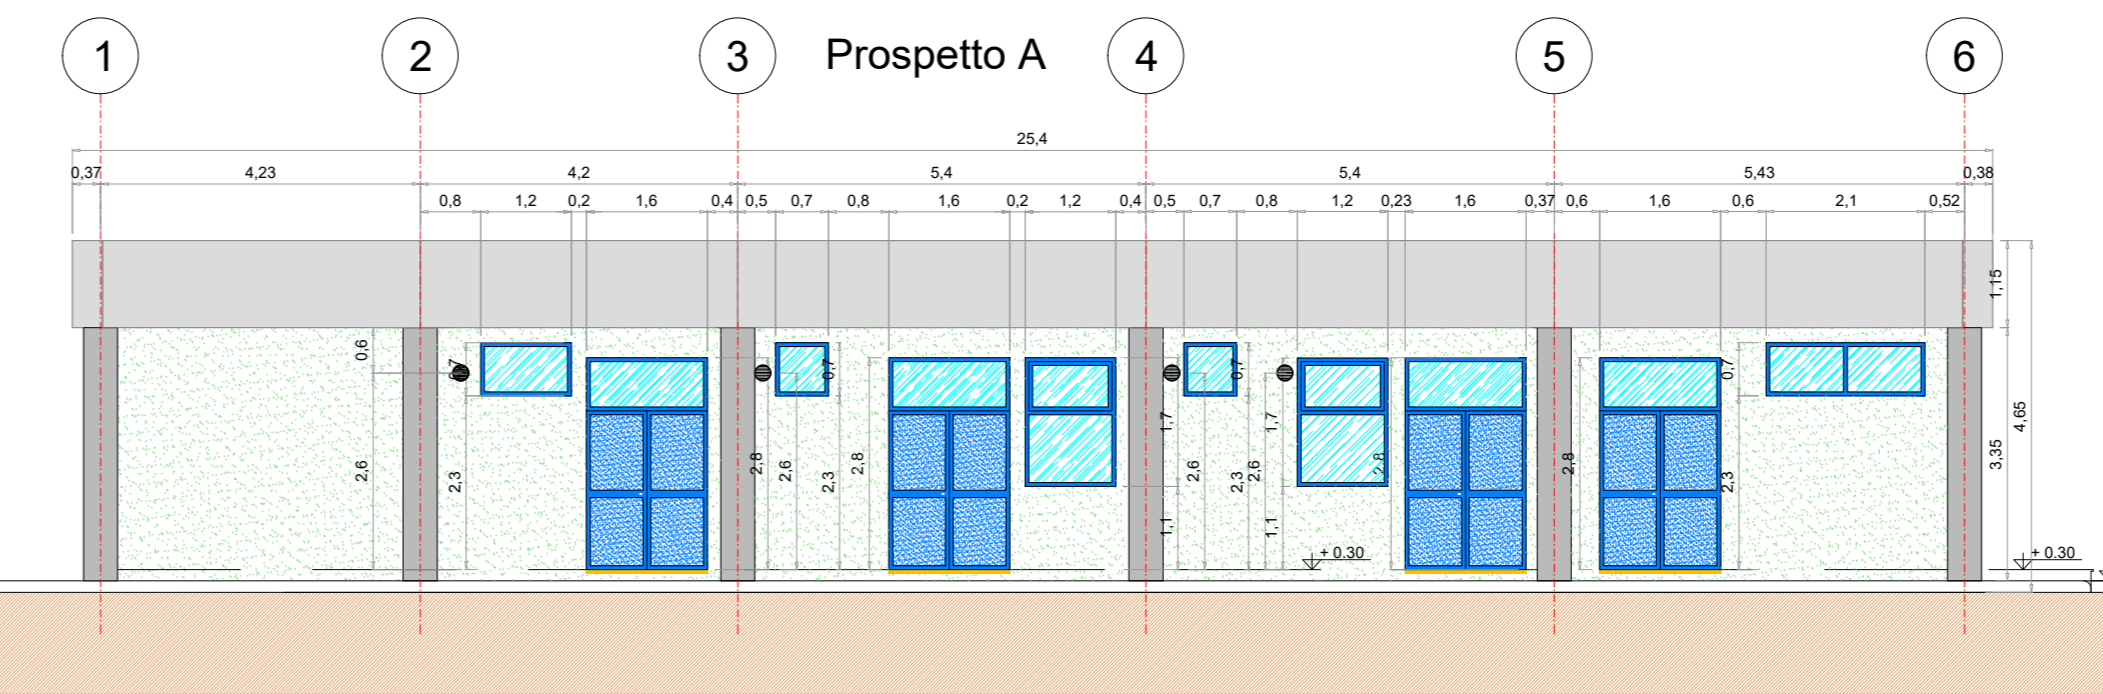 1 2 3 Prospetto A 4 5 6
25,4
0,37 4,23 4,2 5,4 5,4 5,43 0,38
0,8 1,2 0,2 1,6 0,4 0,5 0,7 0,8 1,6 0,2 1,2 0,4 0,5 0,7 0,8 1,2 0,23 1,6 0,37 0,6 1,6 0,6 2,1 0,52
1,15
0,6 0,7 0,7 0,7 0,7
1,7 1,7 4,65
2,6 2,3 2,8 2,6 2,3 2,8 2,6 2,3 2,6 2,8 2,8 2,3 3,35
1,1 1,1
+ 0.30 + 0.30